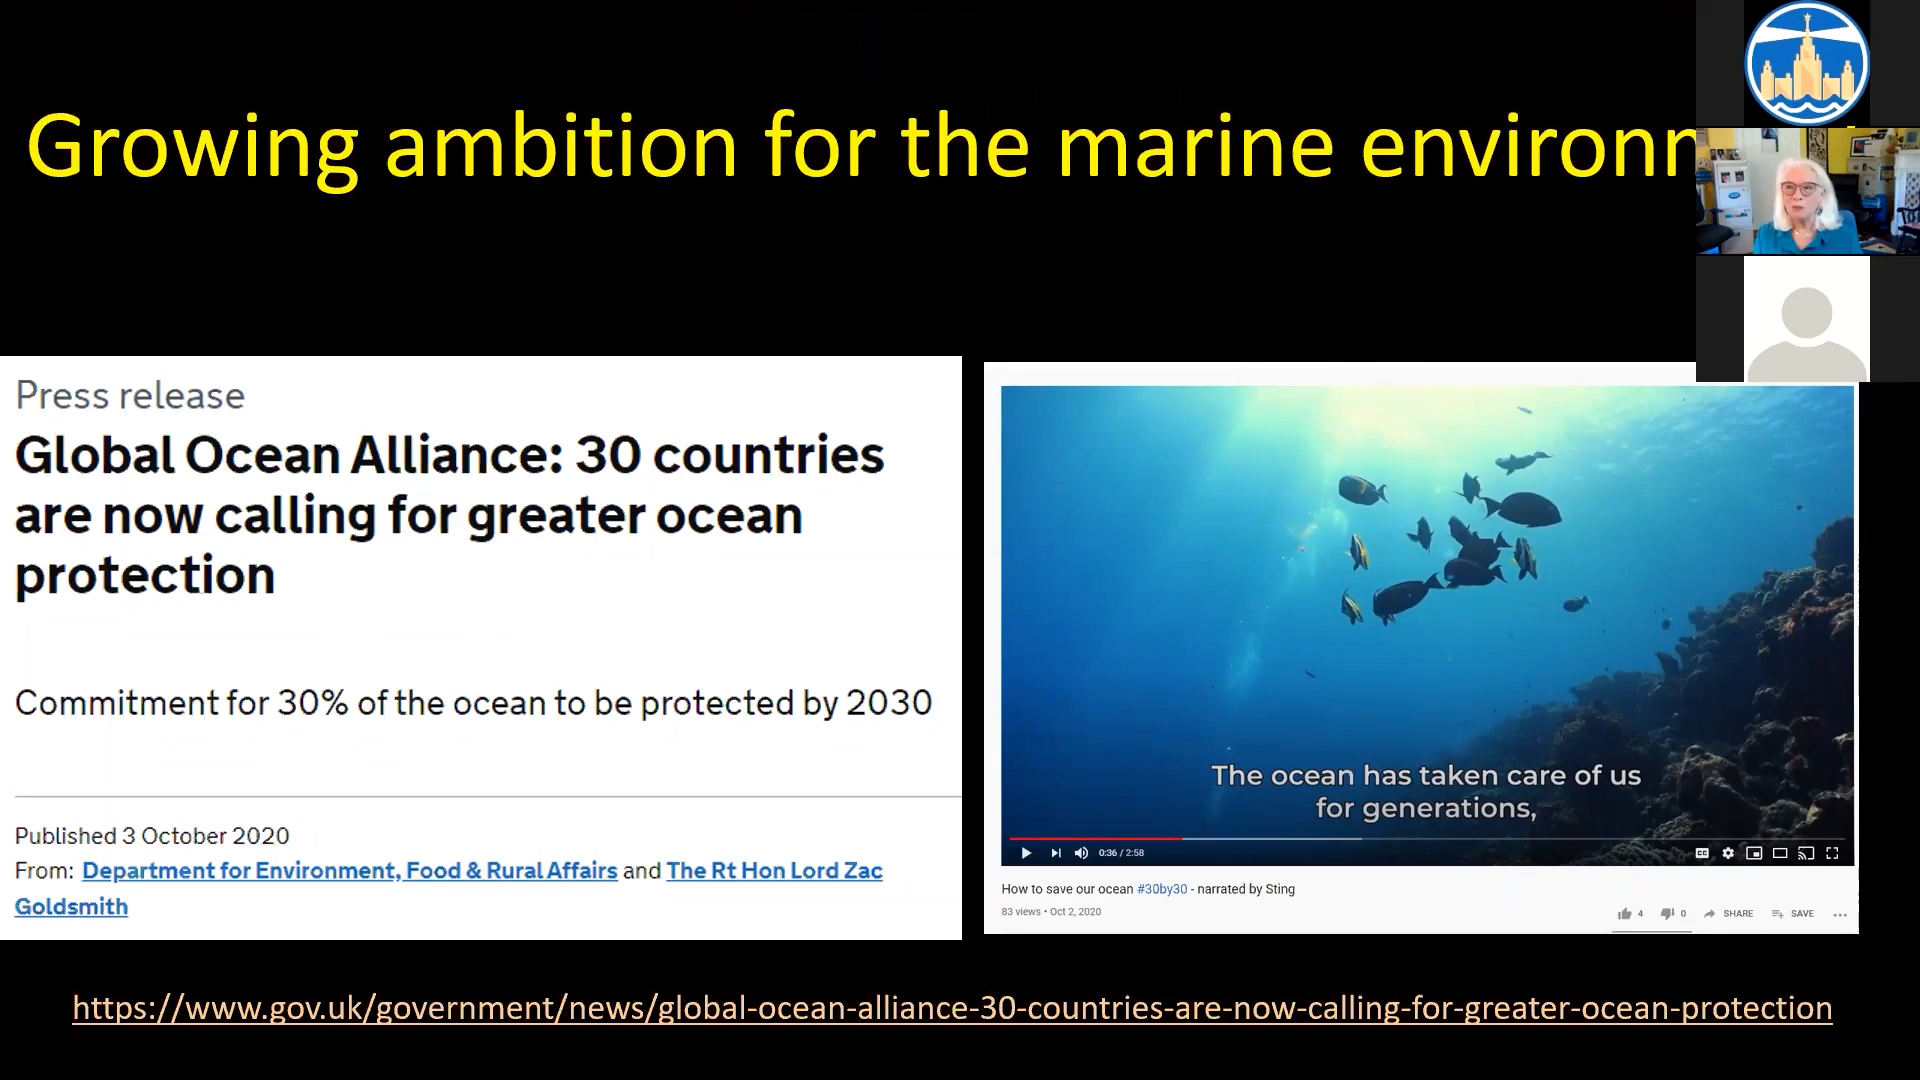 Growing ambition for the marine environm
Press release
Global Ocean Alliance: 30 countries
are now calling for greater ocean
protection
Commitment for 30% of the ocean to be protected by 2030
Published 3 October 2020
From: Department for Environment, Food & Rural Affairs and The Rt Hon Lord Zac
Goldsmith
The ocean has taken care of us
for generations,
0:36 / 2:58
CC
How to save our ocean #30by30 - narrated by Sting
83 views • Oct 2, 2020
4 0 SHARE SAVE ...
https://www.gov.uk/government/news/global-ocean-alliance-30-countries-are-now-calling-for-greater-ocean-protection